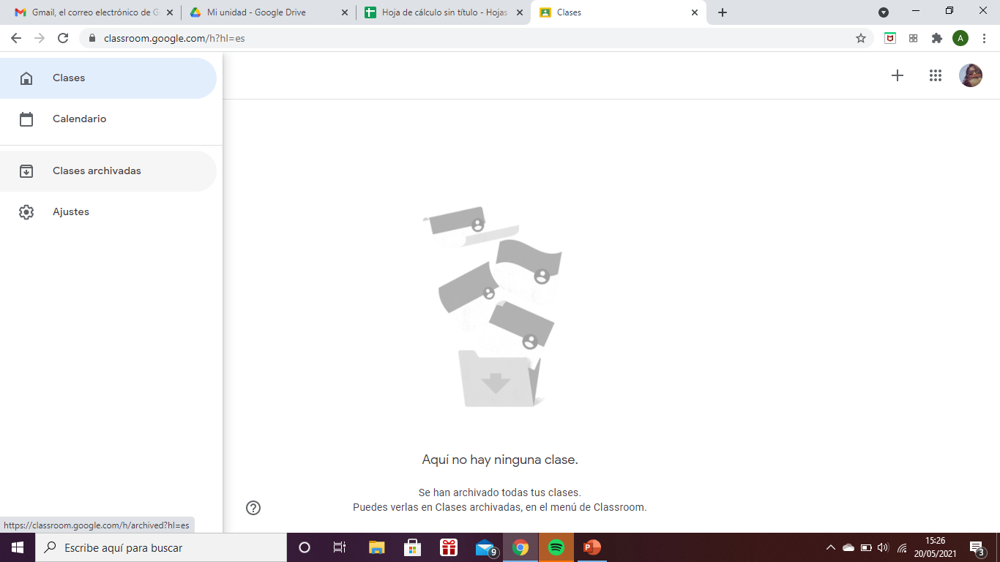 Gmail, el correo electrónico de G
Mi unidad - Google Drive
Hoja de cálculo sin título - Hojas
Clases
classroom.google.com/h?hl=es
A
Clases
Calendario
Clases archivadas
Ajustes
Aquí no hay ninguna clase.
Se han archivado todas tus clases.
Puedes verlas en Clases archivadas, en el menú de Classroom.
https://classroom.google.com/h/archived?hl=es
Escribe aquí para buscar
9
P
15:26
20/05/2021
3